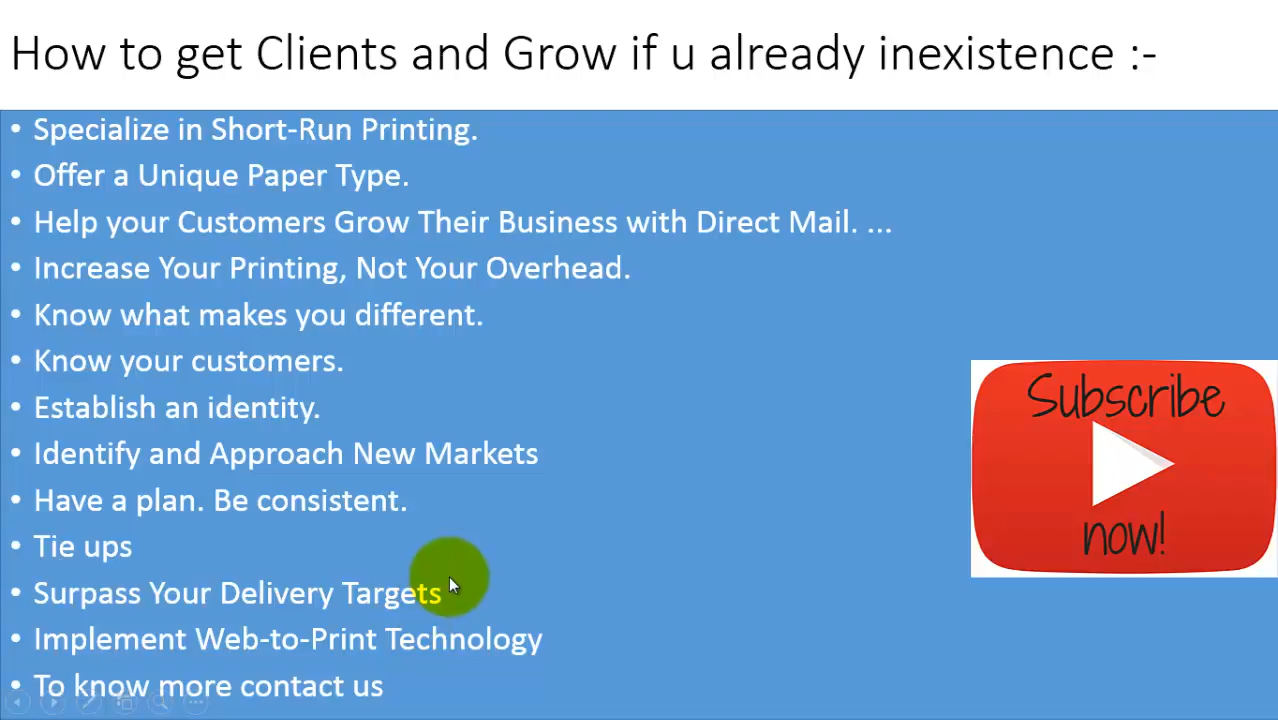 How to get Clients and Grow if u already inexistence :-
• Specialize in Short-Run Printing.
• Offer a Unique Paper Type.
• Help your Customers Grow Their Business with Direct Mail. ...
• Increase Your Printing, Not Your Overhead.
• Know what makes you different.
• Know your customers.
• Establish an identity.
• Identify and Approach New Markets
• Have a plan. Be consistent.
• Tie ups
• Surpass Your Delivery Targets
• Implement Web-to-Print Technology
• To know more contact us
Subscribe
now!